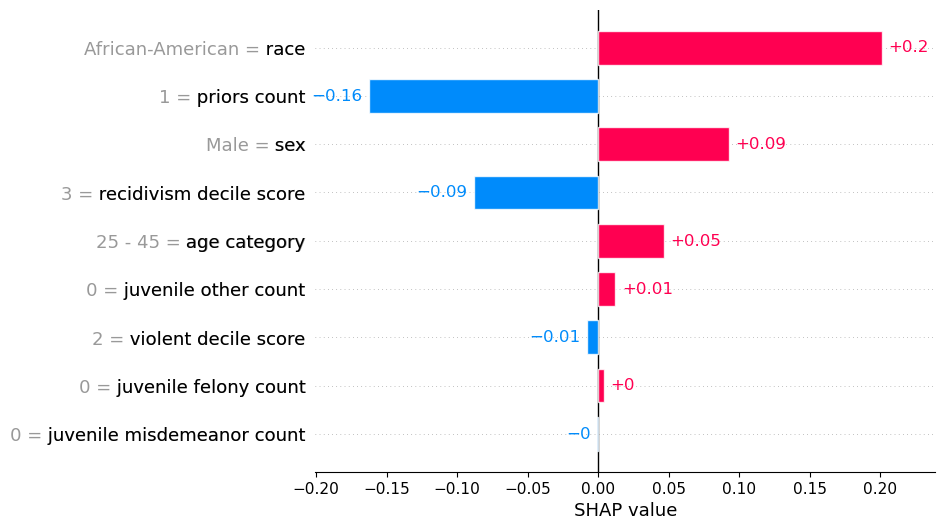 African-American = race +0.2
1 = priors count −0.16
Male = sex +0.09
3 = recidivism decile score −0.09
25 - 45 = age category +0.05
0 = juvenile other count +0.01
2 = violent decile score −0.01
0 = juvenile felony count +0
0 = juvenile misdemeanor count −0
−0.20 −0.15 −0.10 −0.05 0.00 0.05 0.10 0.15 0.20
SHAP value